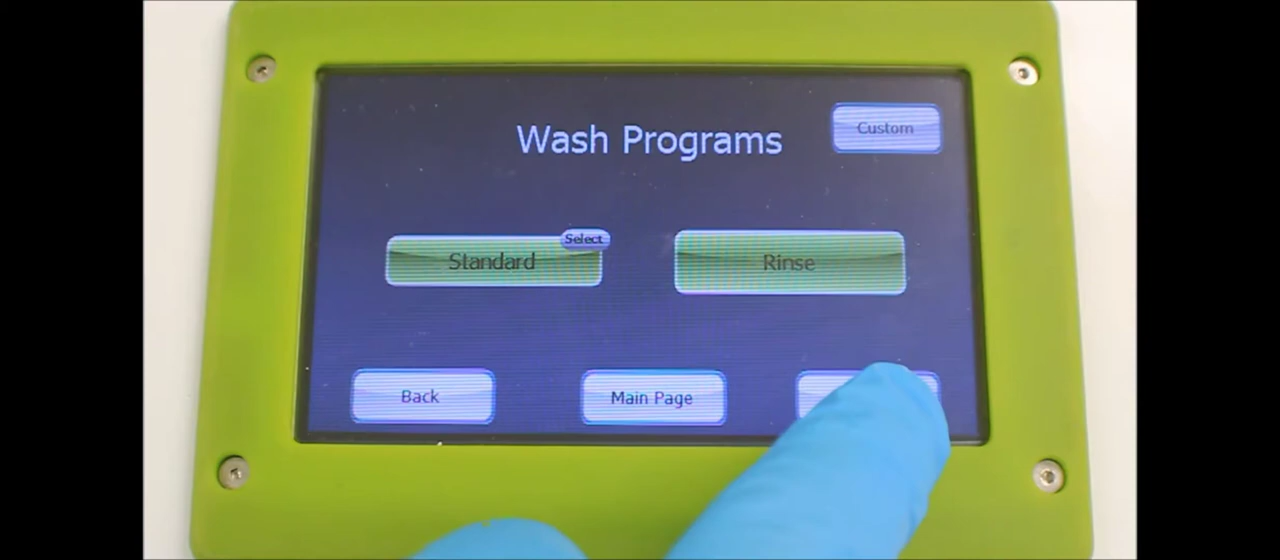 Wash Programs
Custom
Select
Standard
Rinse
Back
Main Page